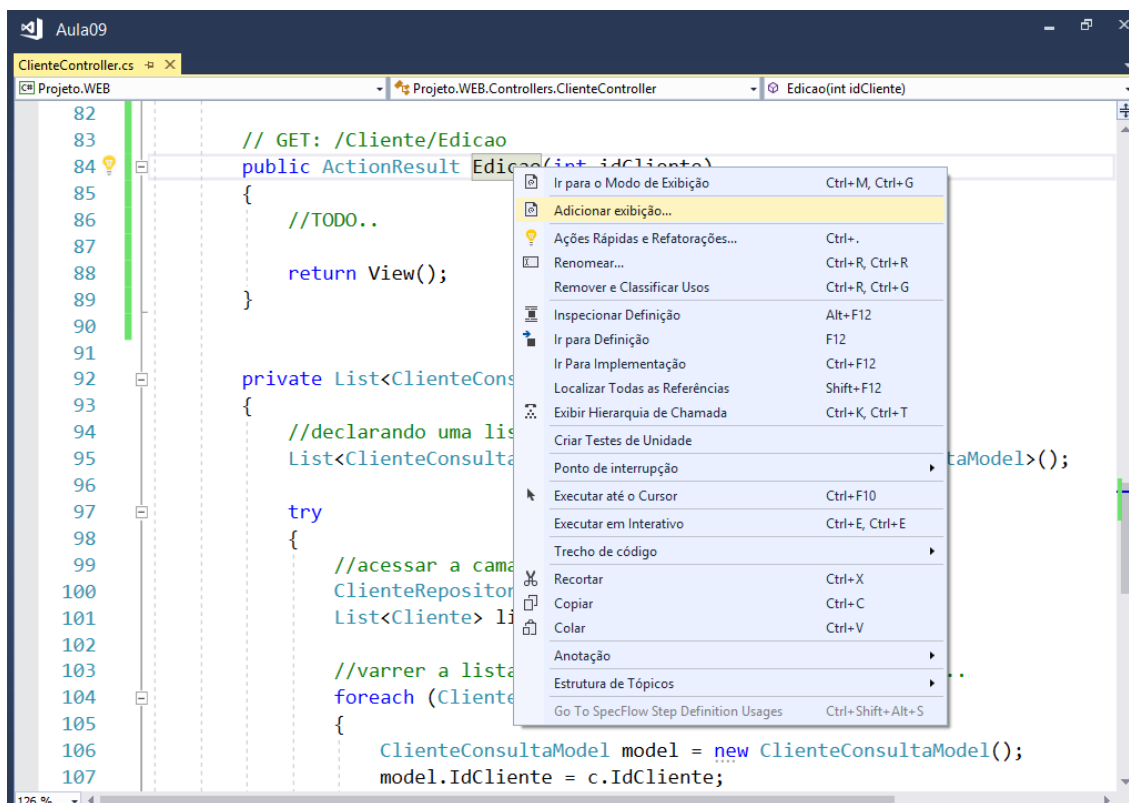 Aula09
ClienteController.cs
C# Projeto.WEB Projeto.WEB.Controllers.ClienteController Edicao(int idCliente)
82
83 // GET: /Cliente/Edicao
84 public ActionResult Edicao(int idCliente)
85 {
86 //TODO..
87
88 return View();
89 }
90
91
92 private List<ClienteCons
93 {
94 //declarando uma lis
95 List<ClienteConsulta taModel>();
96
97 try
98 {
99 //acessar a cama
100 ClienteRepositor
101 List<Cliente> li
102
103 //varrer a lista ..
104 foreach (Cliente
105 {
106 ClienteConsultaModel model = new ClienteConsultaModel();
107 model.IdCliente = c.IdCliente;
126 %
Ir para o Modo de Exibição Ctrl+M, Ctrl+G
Adicionar exibição...
Ações Rápidas e Refatorações... Ctrl+.
Renomear... Ctrl+R, Ctrl+R
Remover e Classificar Usos Ctrl+R, Ctrl+G
Inspecionar Definição Alt+F12
Ir para Definição F12
Ir Para Implementação Ctrl+F12
Localizar Todas as Referências Shift+F12
Exibir Hierarquia de Chamada Ctrl+K, Ctrl+T
Criar Testes de Unidade
Ponto de interrupção
Executar até o Cursor Ctrl+F10
Executar em Interativo Ctrl+E, Ctrl+E
Trecho de código
Recortar Ctrl+X
Copiar Ctrl+C
Colar Ctrl+V
Anotação
Estrutura de Tópicos
Go To SpecFlow Step Definition Usages Ctrl+Shift+Alt+S